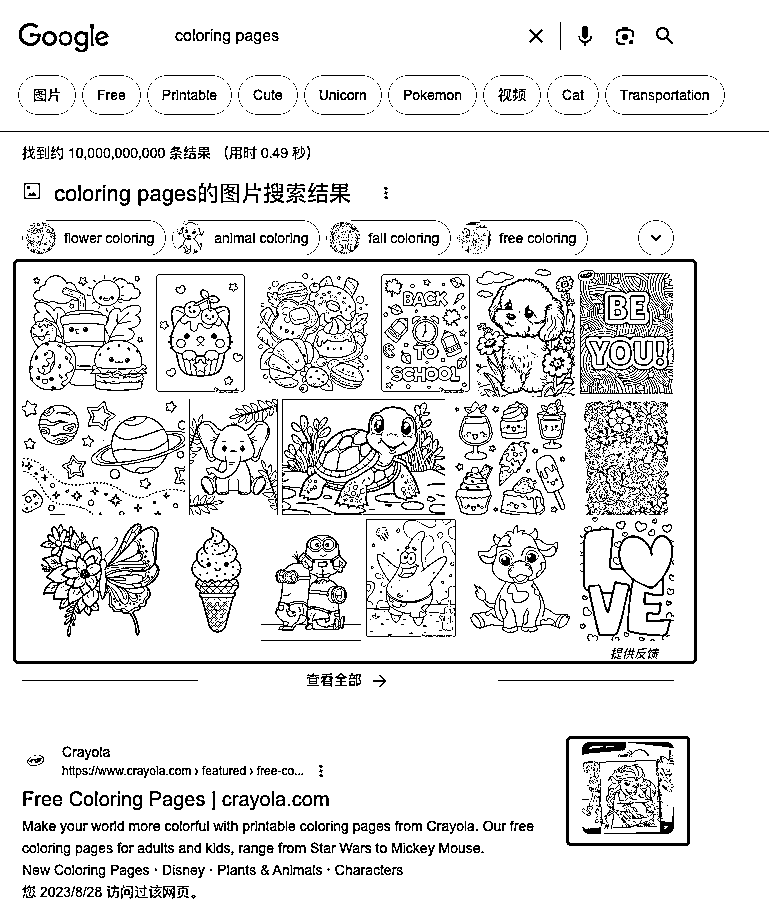 Google
coloring pages
图片 Free Printable Cute Unicorn Pokemon 视频 Cat Transportation
找到约 10,000,000,000 条结果 （用时 0.49 秒）
coloring pages的图片搜索结果
flower coloring animal coloring fall coloring free coloring
BACK
TO
SCHOOL
BE
YOU!
LOVE
提供反馈
查看全部
Crayola
https://www.crayola.com › featured › free-co...
Free Coloring Pages | crayola.com
Make your world more colorful with printable coloring pages from Crayola. Our free
coloring pages for adults and kids, range from Star Wars to Mickey Mouse.
New Coloring Pages · Disney · Plants & Animals · Characters
您 2023/8/28 访问过该网页。